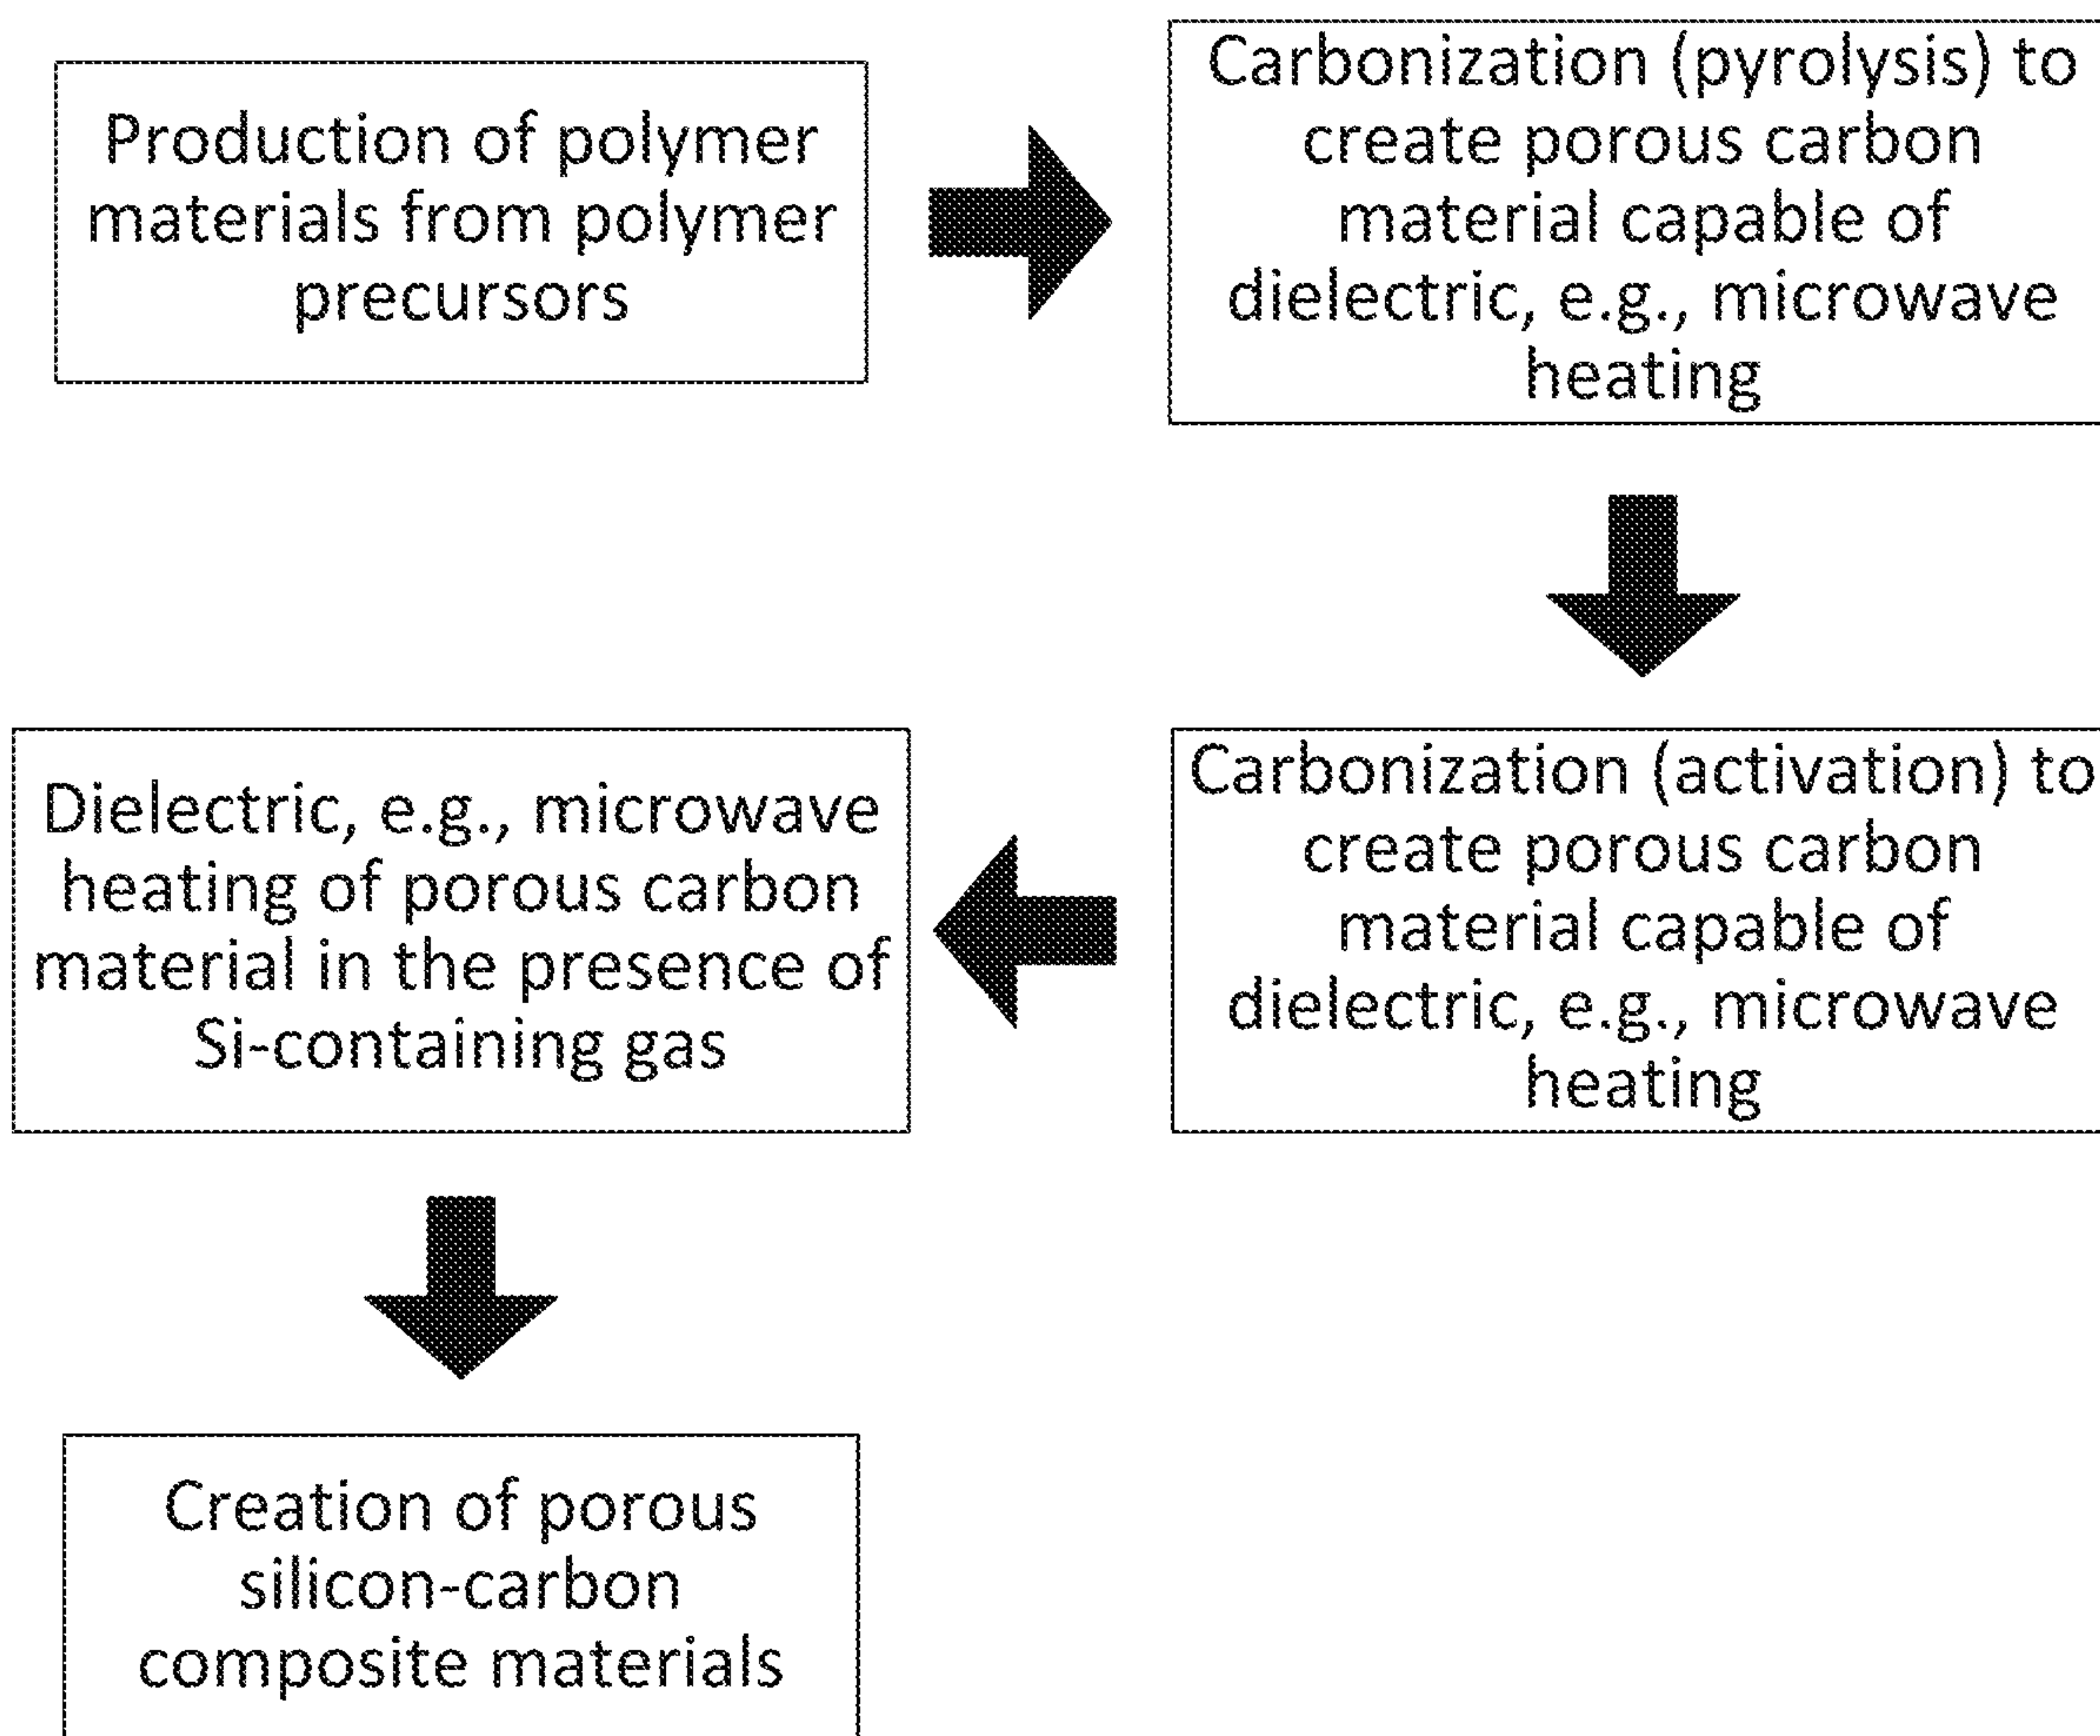 Production of polymer
materials from polymer
precursors
Carbonization (pyrolysis) to
create porous carbon
material capable of
dielectric, e.g., microwave
heating
Carbonization (activation) to
create porous carbon
material capable of
dielectric, e.g., microwave
heating
Dielectric, e.g., microwave
heating of porous carbon
material in the presence of
Si-containing gas
Creation of porous
silicon-carbon
composite materials